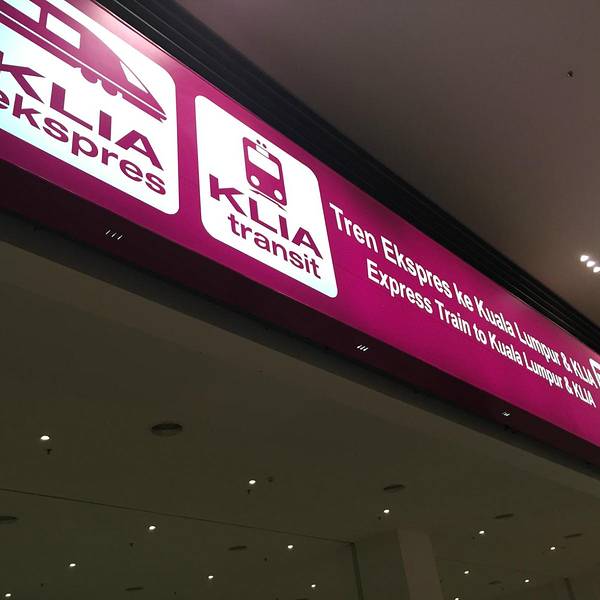 KLIA
ekspres
KLIA
transit
Tren Ekspres ke Kuala Lumpur & KLIA
Express Train to Kuala Lumpur & KLIA